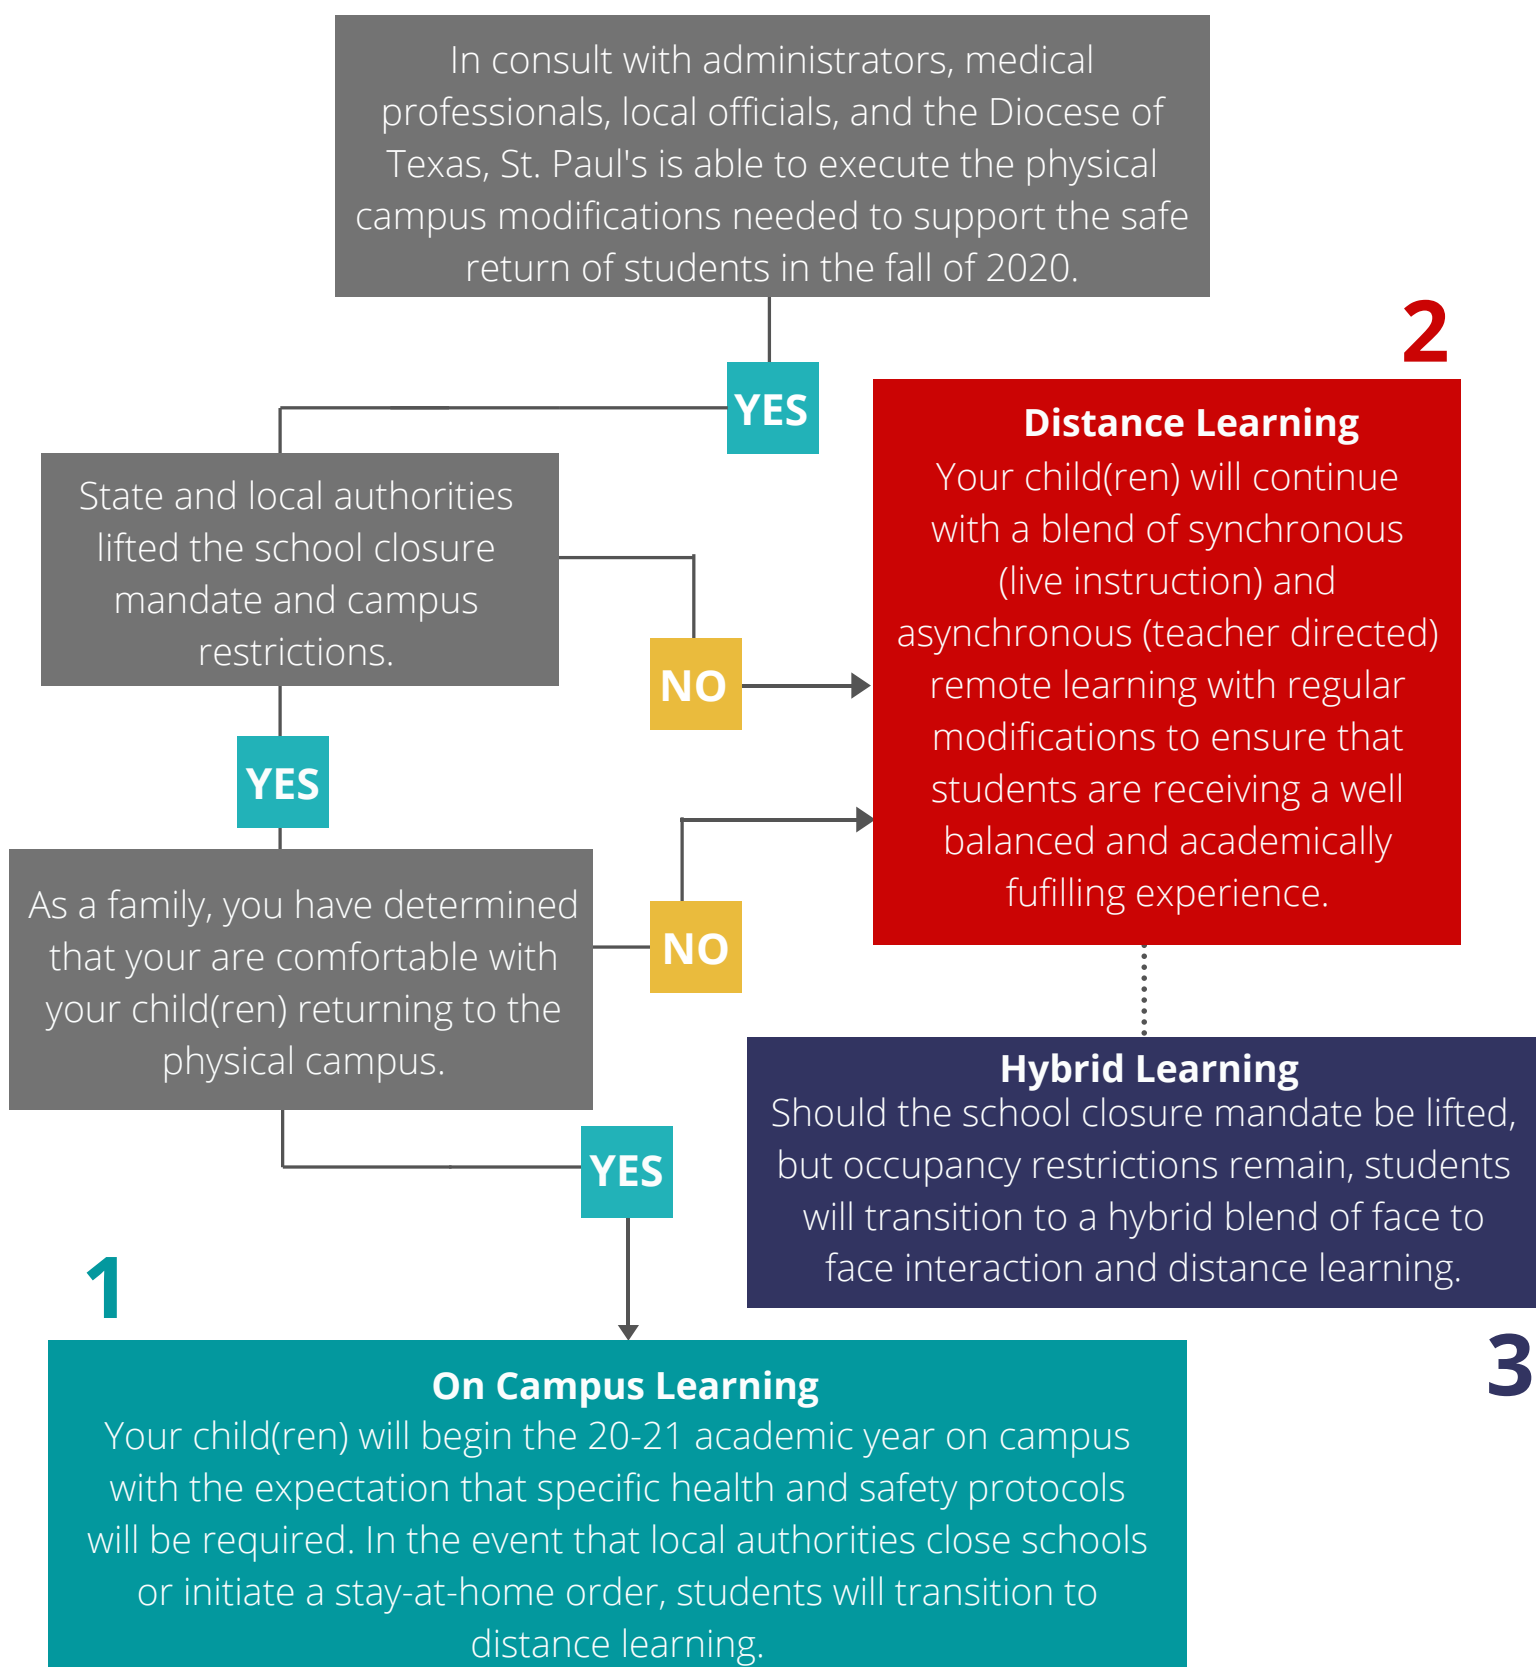 In consult with administrators, medical
professionals, local officials, and the Diocese of
Texas, St. Paul's is able to execute the physical
campus modifications needed to support the safe
return of students in the fall of 2020.
YES
2
Distance Learning
Your child(ren) will continue
with a blend of synchronous
(live instruction) and
asynchronous (teacher directed)
remote learning with regular
modifications to ensure that
students are receiving a well
balanced and academically
fufilling experience.
State and local authorities
lifted the school closure
mandate and campus
restrictions.
NO
YES
As a family, you have determined
that your are comfortable with
your child(ren) returning to the
physical campus.
NO
YES
Hybrid Learning
Should the school closure mandate be lifted,
but occupancy restrictions remain, students
will transition to a hybrid blend of face to
face interaction and distance learning.
3
1
On Campus Learning
Your child(ren) will begin the 20-21 academic year on campus
with the expectation that specific health and safety protocols
will be required. In the event that local authorities close schools
or initiate a stay-at-home order, students will transition to
distance learning.